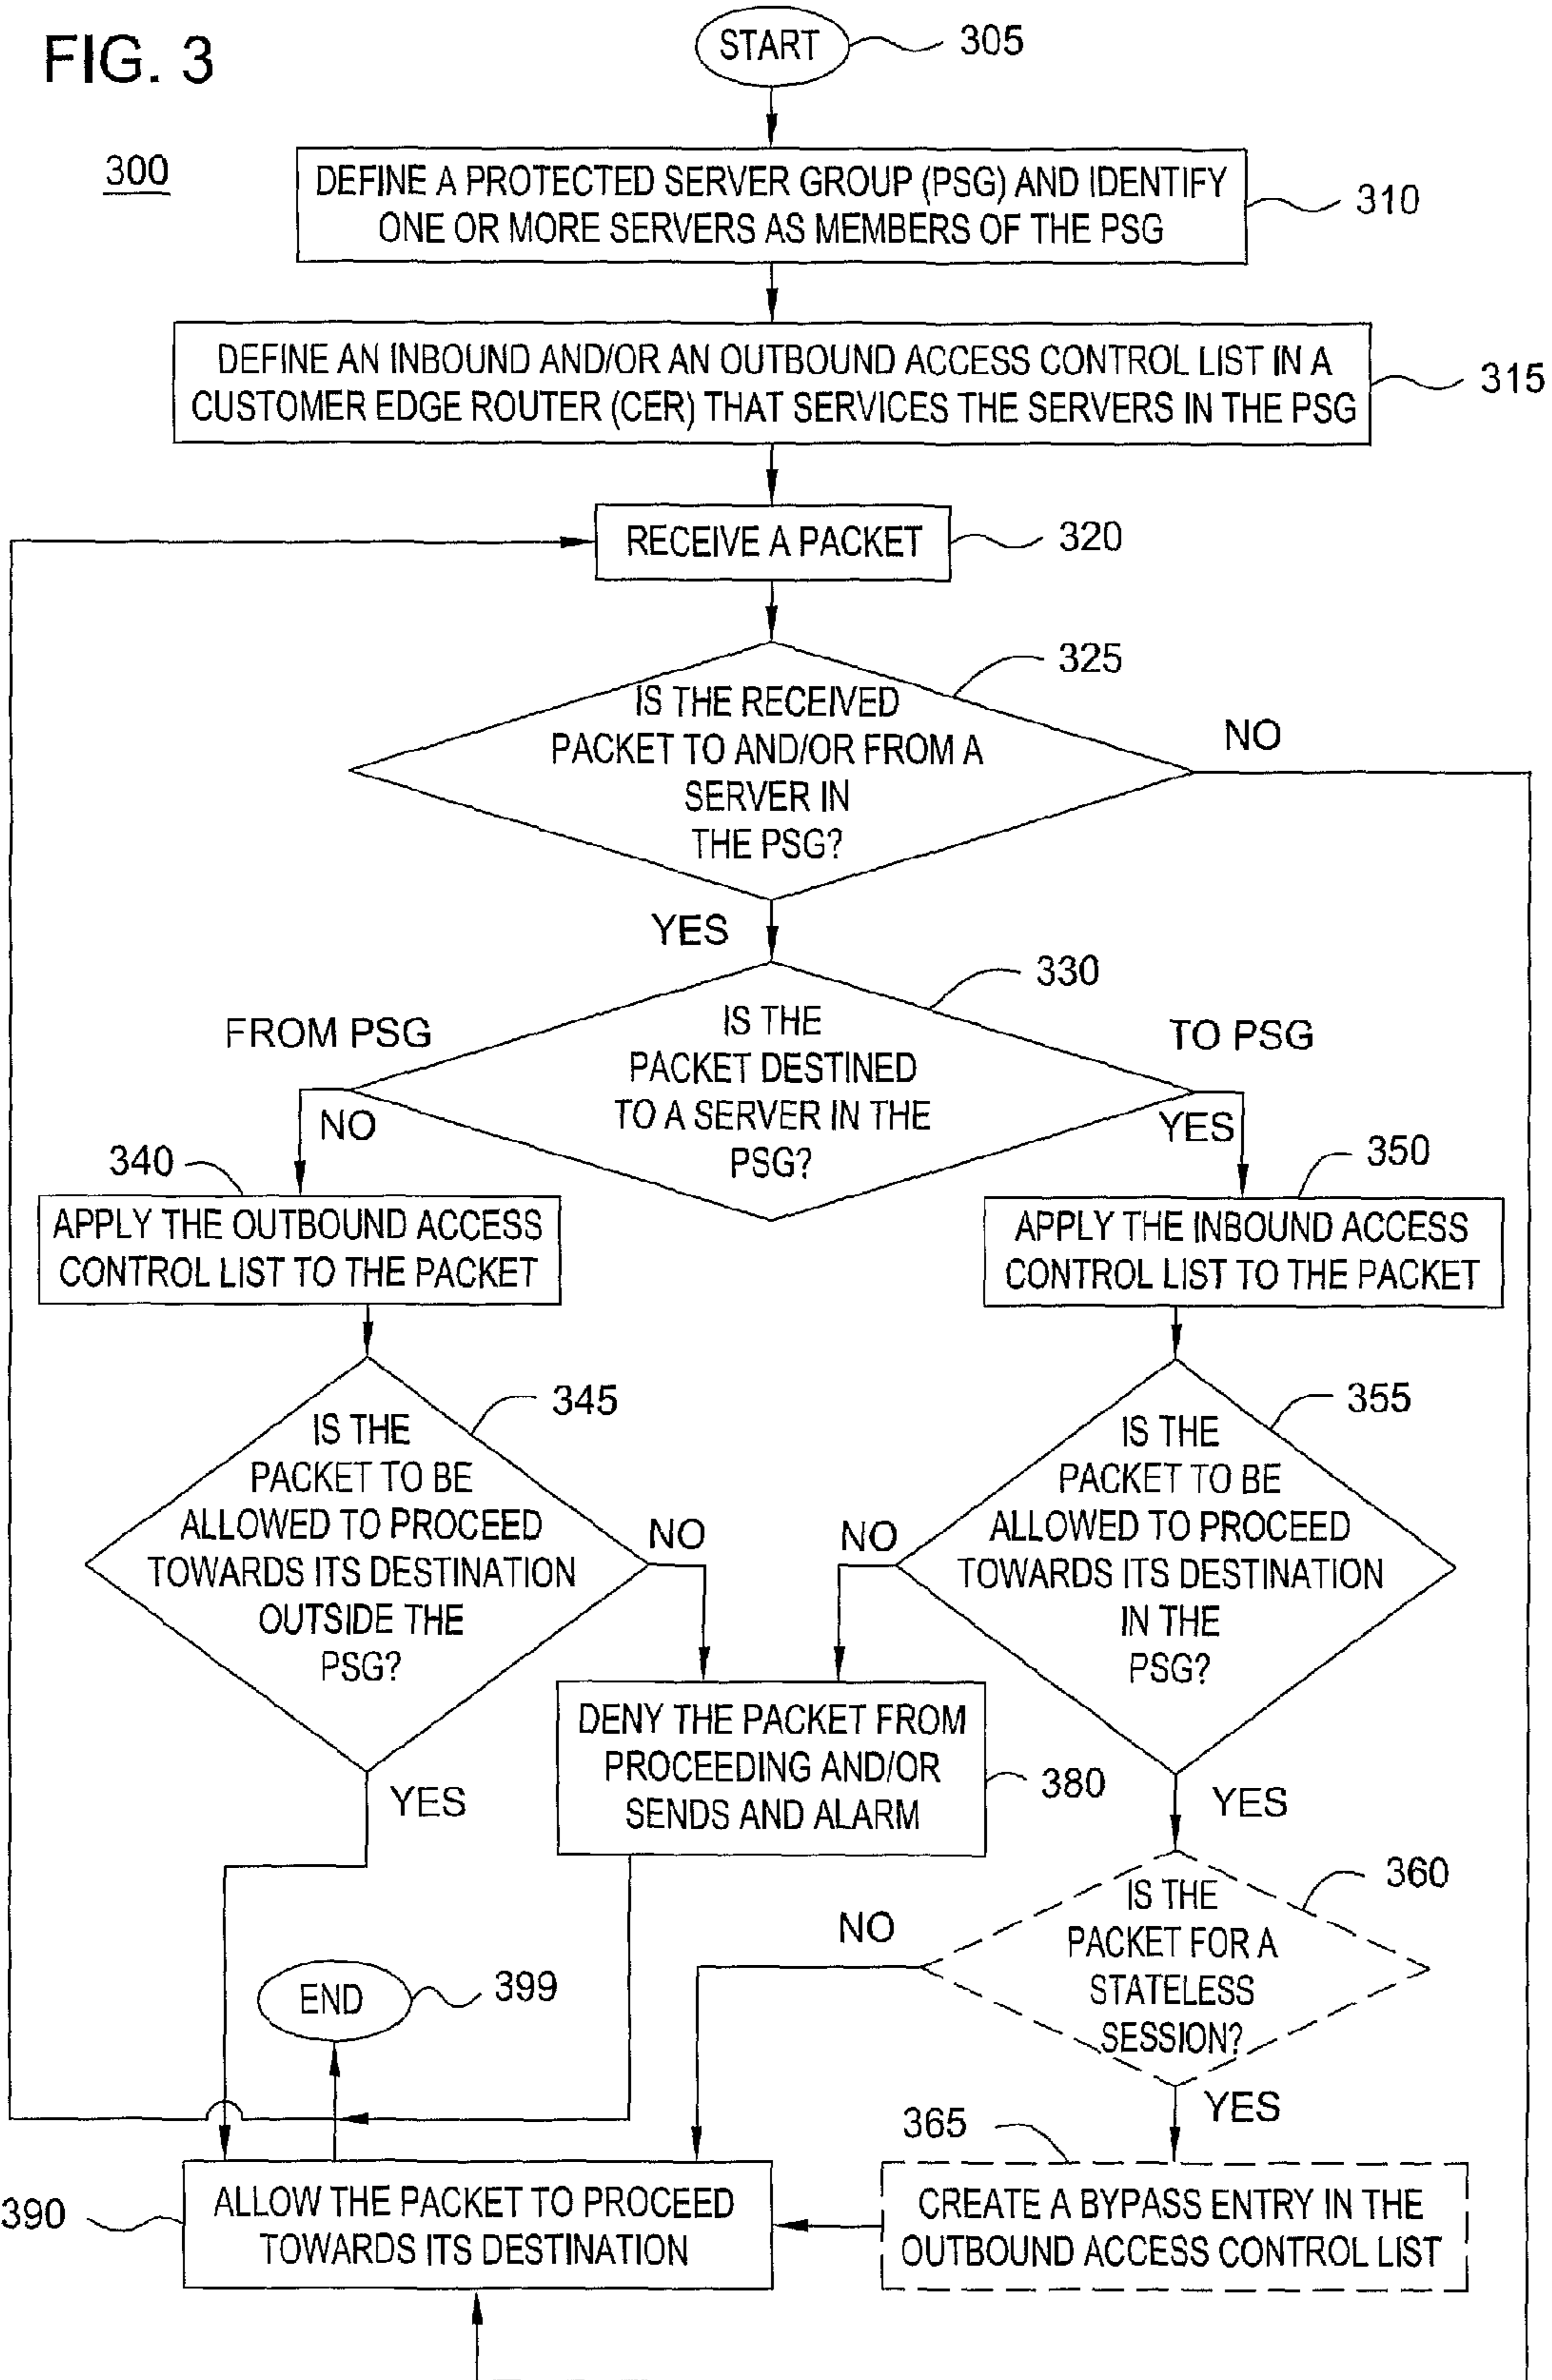 FIG. 3
START
305
300
DEFINE A PROTECTED SERVER GROUP (PSG) AND IDENTIFY
ONE OR MORE SERVERS AS MEMBERS OF THE PSG
310
DEFINE AN INBOUND AND/OR AN OUTBOUND ACCESS CONTROL LIST IN A
CUSTOMER EDGE ROUTER (CER) THAT SERVICES THE SERVERS IN THE PSG
315
RECEIVE A PACKET
320
IS THE RECEIVED
PACKET TO AND/OR FROM A
SERVER IN
THE PSG?
325
NO
YES
330
IS THE
PACKET DESTINED
TO A SERVER IN THE
PSG?
FROM PSG
NO
TO PSG
YES
340
APPLY THE OUTBOUND ACCESS
CONTROL LIST TO THE PACKET
350
APPLY THE INBOUND ACCESS
CONTROL LIST TO THE PACKET
345
IS THE
PACKET TO BE
ALLOWED TO PROCEED
TOWARDS ITS DESTINATION
OUTSIDE THE
PSG?
NO
YES
355
IS THE
PACKET TO BE
ALLOWED TO PROCEED
TOWARDS ITS DESTINATION
IN THE
PSG?
NO
YES
DENY THE PACKET FROM
PROCEEDING AND/OR
SENDS AND ALARM
380
360
IS THE
PACKET FOR A
STATELESS
SESSION?
NO
YES
END
399
365
CREATE A BYPASS ENTRY IN THE
OUTBOUND ACCESS CONTROL LIST
390
ALLOW THE PACKET TO PROCEED
TOWARDS ITS DESTINATION